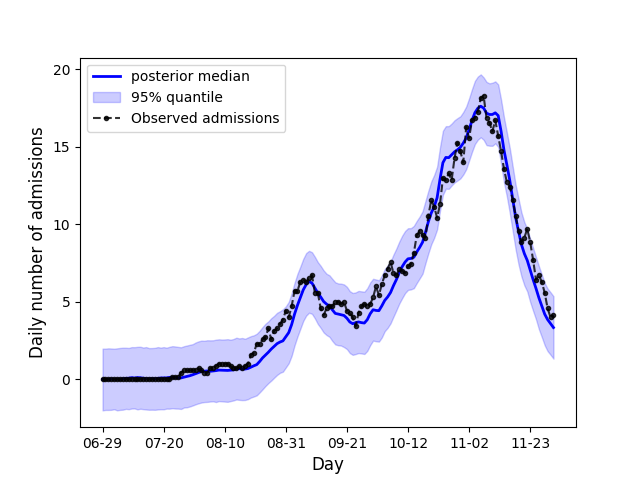 posterior median
95% quantile
Observed admissions
Daily number of admissions
20
15
10
5
0
06-29 07-20 08-10 08-31 09-21 10-12 11-02 11-23
Day